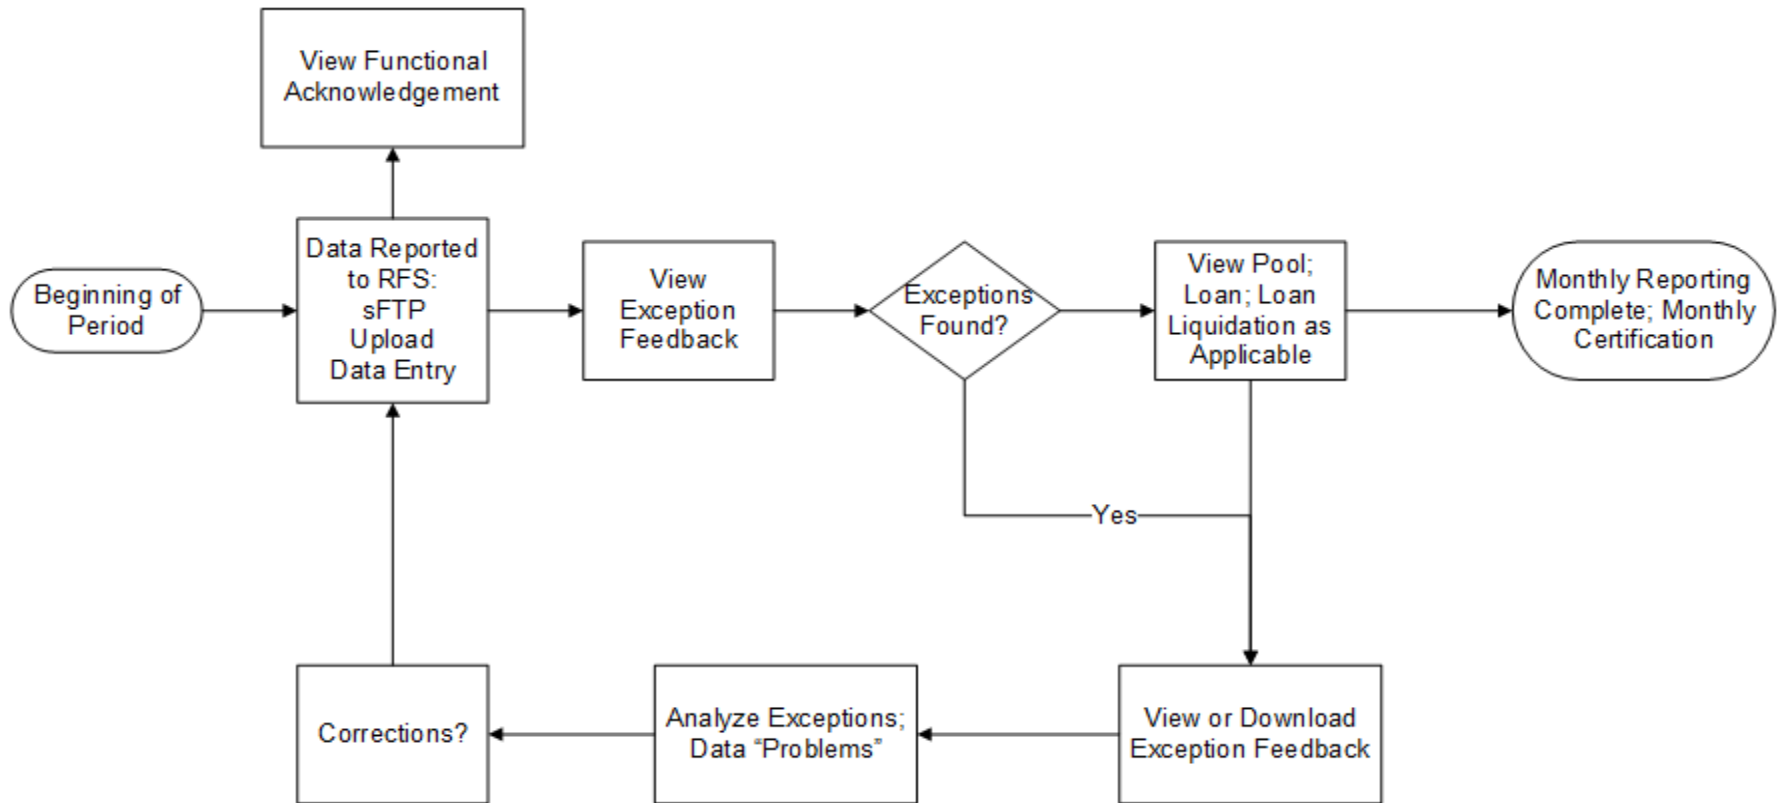 View Functional
Acknowledgement
Beginning of
Period
Data Reported
to RFS:
sFTP
Upload
Data Entry
View
Exception
Feedback
Exceptions
Found?
View Pool;
Loan; Loan
Liquidation as
Applicable
Monthly Reporting
Complete; Monthly
Certification
Yes
Corrections?
Analyze Exceptions;
Data “Problems”
View or Download
Exception Feedback